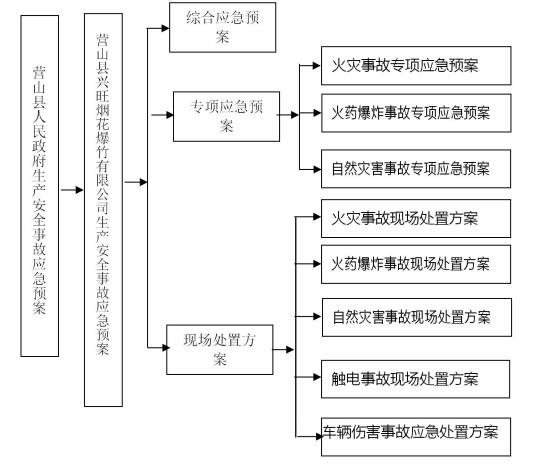 营山县人民政府生产安全事故应急预案
营山县兴旺烟花爆竹有限公司生产安全事故应急预案
综合应急预
案
专项应急预
案
现场处置方
案
火灾事故专项应急预案
火药爆炸事故专项应急预案
自然灾害事故专项应急预案
火灾事故现场处置方案
火药爆炸事故现场处置方案
自然灾害事故现场处置方案
触电事故现场处置方案
车辆伤害事故应急处置方案